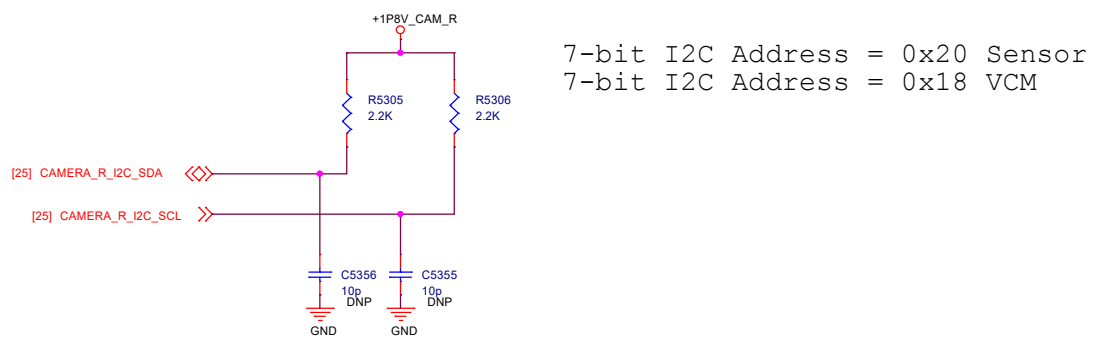 +1P8V_CAM_R
7-bit I2C Address = 0x20 Sensor
7-bit I2C Address = 0x18 VCM
R5305
2.2K
R5306
2.2K
[25] CAMERA_R_I2C_SDA
[25] CAMERA_R_I2C_SCL
C5356
10p
DNP
C5355
10p
DNP
GND
GND